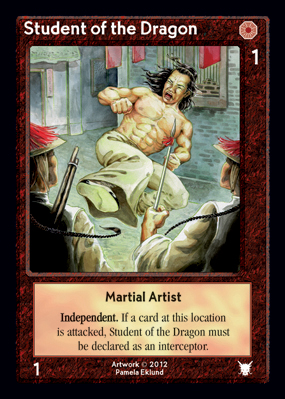 Student of the Dragon
1
Martial Artist
Independent. If a card at this location
is attacked, Student of the Dragon must
be declared as an interceptor.
1
Artwork © 2012
Pamela Eklund